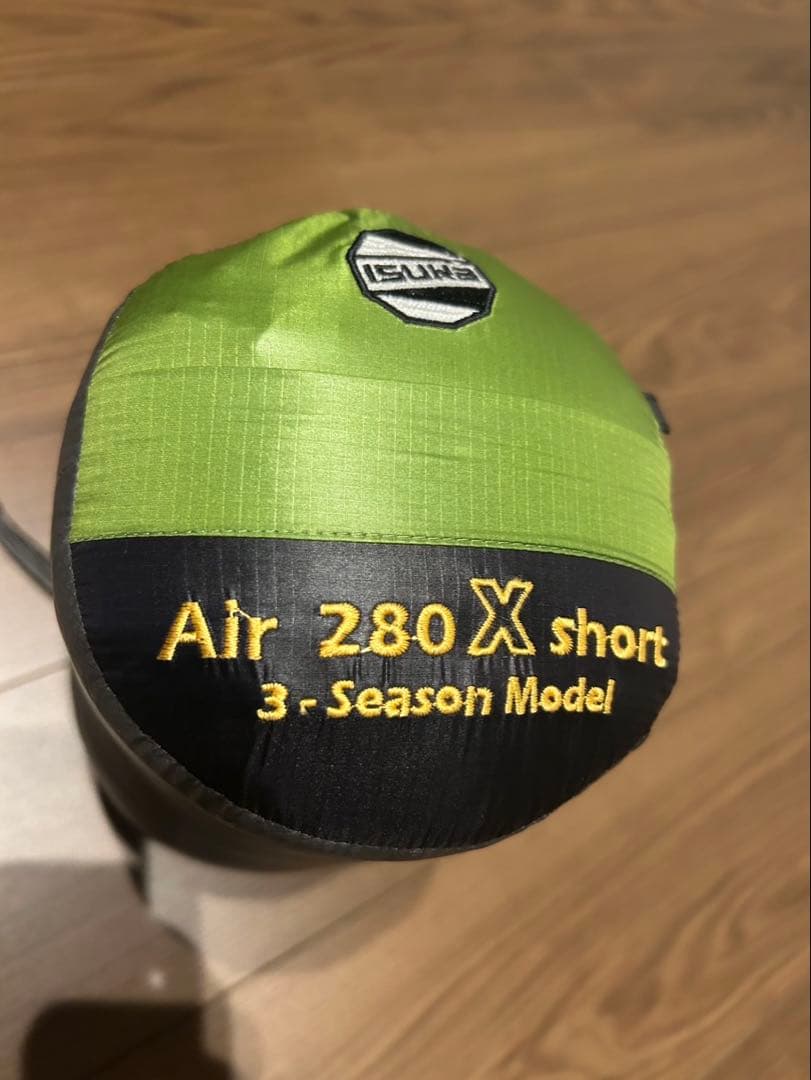 ISUKA
Air 280 X short
3-Season Model